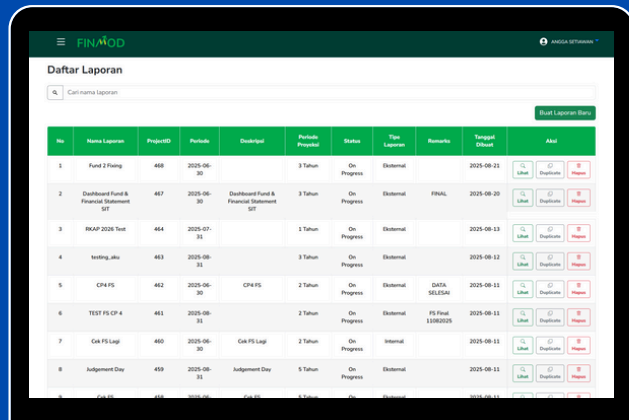 FINMOD
ANGGA SETIAWAN
Daftar Laporan
Cari nama laporan
Buat Laporan Baru
No Nama Laporan ProjectID Periode Deskripsi Periode Proyeksi Status Tipe Laporan Remarks Tanggal Dibuat Aksi
1 Fund 2 Fixing 468 2025-06-30 3 Tahun On Progress Eksternal 2025-08-21 Lihat Duplicate Hapus
2 Dashboard Fund & Financial Statement SIT 467 2025-06-30 Dashboard Fund & Financial Statement SIT 3 Tahun On Progress Eksternal FINAL 2025-08-20 Lihat Duplicate Hapus
3 RKAP 2026 Test 464 2025-07-31 1 Tahun On Progress Eksternal 2025-08-13 Lihat Duplicate Hapus
4 testing_aku 463 2025-08-31 3 Tahun On Progress Eksternal 2025-08-12 Lihat Duplicate Hapus
5 CP4 FS 462 2025-06-30 CP4 FS 2 Tahun On Progress Eksternal DATA SELESAI 2025-08-11 Lihat Duplicate Hapus
6 TEST FS CP 4 461 2025-08-31 2 Tahun On Progress Eksternal FS Final 11082025 2025-08-11 Lihat Duplicate Hapus
7 Cek FS Lagi 460 2025-06-30 Cek FS Lagi 2 Tahun On Progress Internal 2025-08-11 Lihat Duplicate Hapus
8 Judgement Day 459 2025-08-31 Judgement Day 5 Tahun On Progress Eksternal 2025-08-11 Lihat Duplicate Hapus